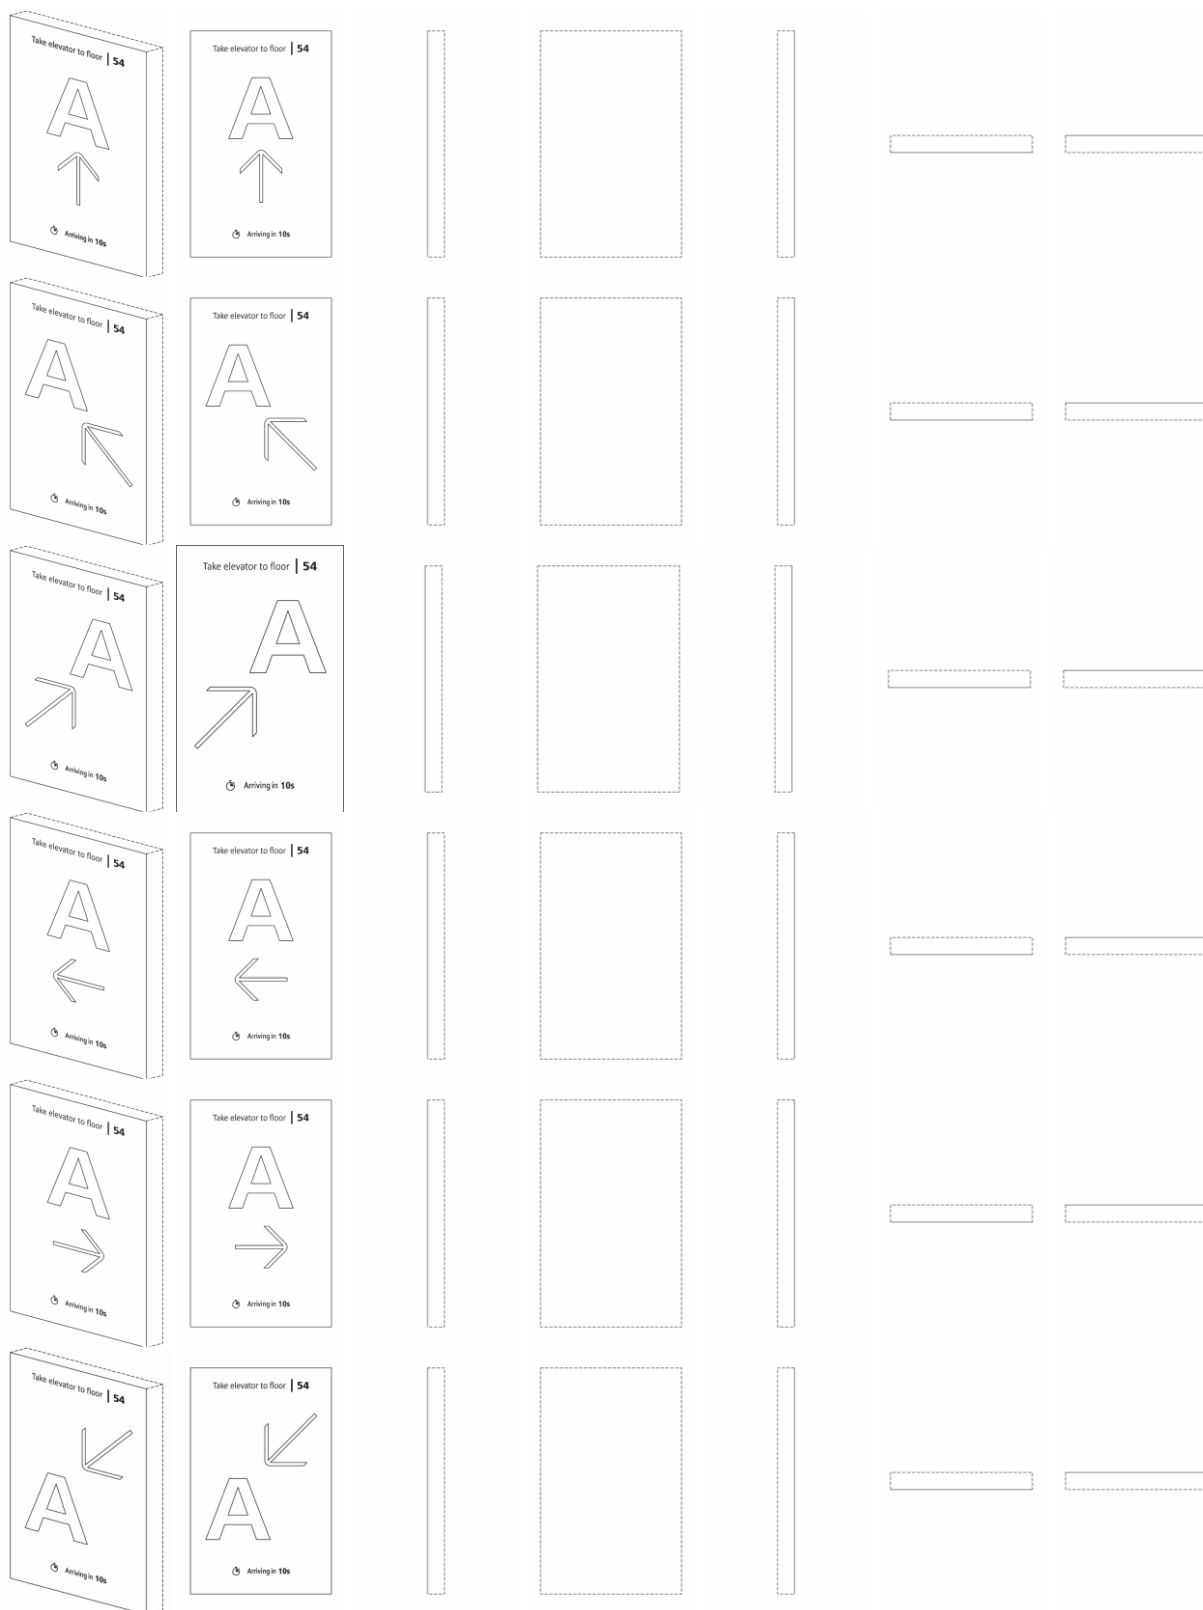 Take elevator to floor | 54
A
Arriving in 10s
Take elevator to floor | 54
A
Arriving in 10s
Take elevator to floor | 54
A
Arriving in 10s
Take elevator to floor | 54
A
Arriving in 10s
Take elevator to floor | 54
A
Arriving in 10s
Take elevator to floor | 54
A
Arriving in 10s
Take elevator to floor | 54
A
Arriving in 10s
Take elevator to floor | 54
A
Arriving in 10s
Take elevator to floor | 54
A
Arriving in 10s
Take elevator to floor | 54
A
Arriving in 10s
Take elevator to floor | 54
A
Arriving in 10s
Take elevator to floor | 54
A
Arriving in 10s